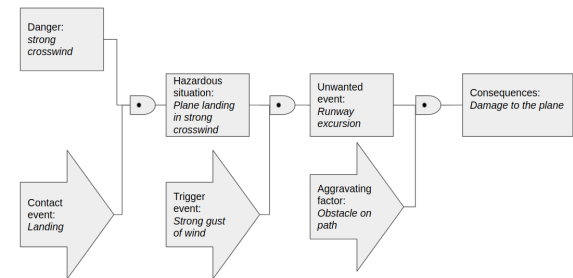 Danger:
strong
crosswind
Hazardous
situation:
Plane landing
in strong
crosswind
Unwanted
event:
Runway
excursion
Consequences:
Damage to the plane
Contact
event:
Landing
Trigger
event:
Strong gust
of wind
Aggravating
factor:
Obstacle on
path